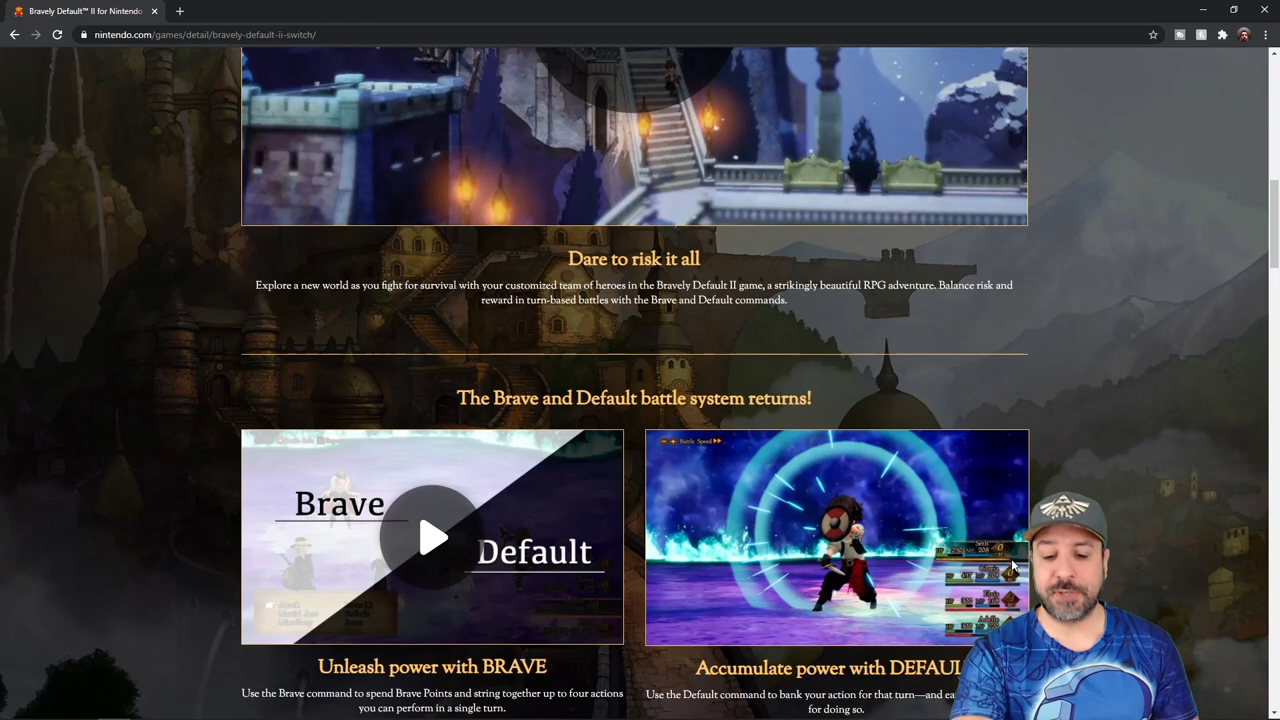 Bravely Default™ II for Nintendo
nintendo.com/games/detail/bravely-default-ii-switch/
Dare to risk it all
Explore a new world as you fight for survival with your customized team of heroes in the Bravely Default II game, a strikingly beautiful RPG adventure. Balance risk and
reward in turn-based battles with the Brave and Default commands.
The Brave and Default battle system returns!
Brave
Default
Battle Speed
Seth
Elvis
Adelle
Unleash power with BRAVE
Accumulate power with DEFAUL
Use the Brave command to spend Brave Points and string together up to four actions
you can perform in a single turn.
Use the Default command to bank your action for that turn—and ea
for doing so.